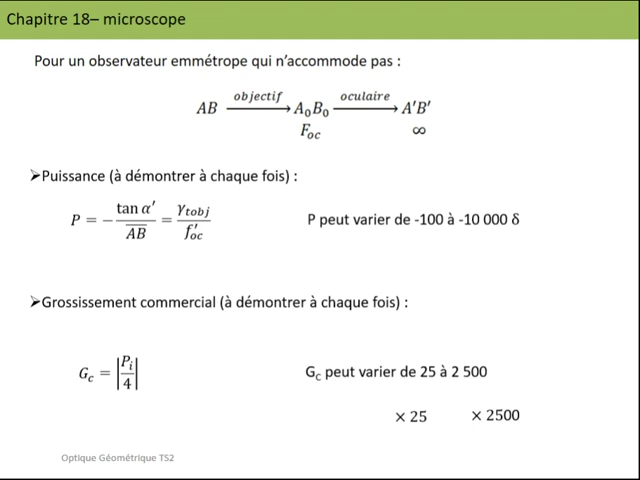 Chapitre 18– microscope
Pour un observateur emmétrope qui n'accommode pas :
AB objectif → A₀B₀ oculaire → A′B′
F_oc ∞
➤Puissance (à démontrer à chaque fois) :
P = − tan α′ / AB = γ_tobj / f′_oc P peut varier de -100 à -10 000 δ
➤Grossissement commercial (à démontrer à chaque fois) :
G_c = |P_i / 4| G_C peut varier de 25 à 2 500
× 25 × 2500
Optique Géométrique TS2